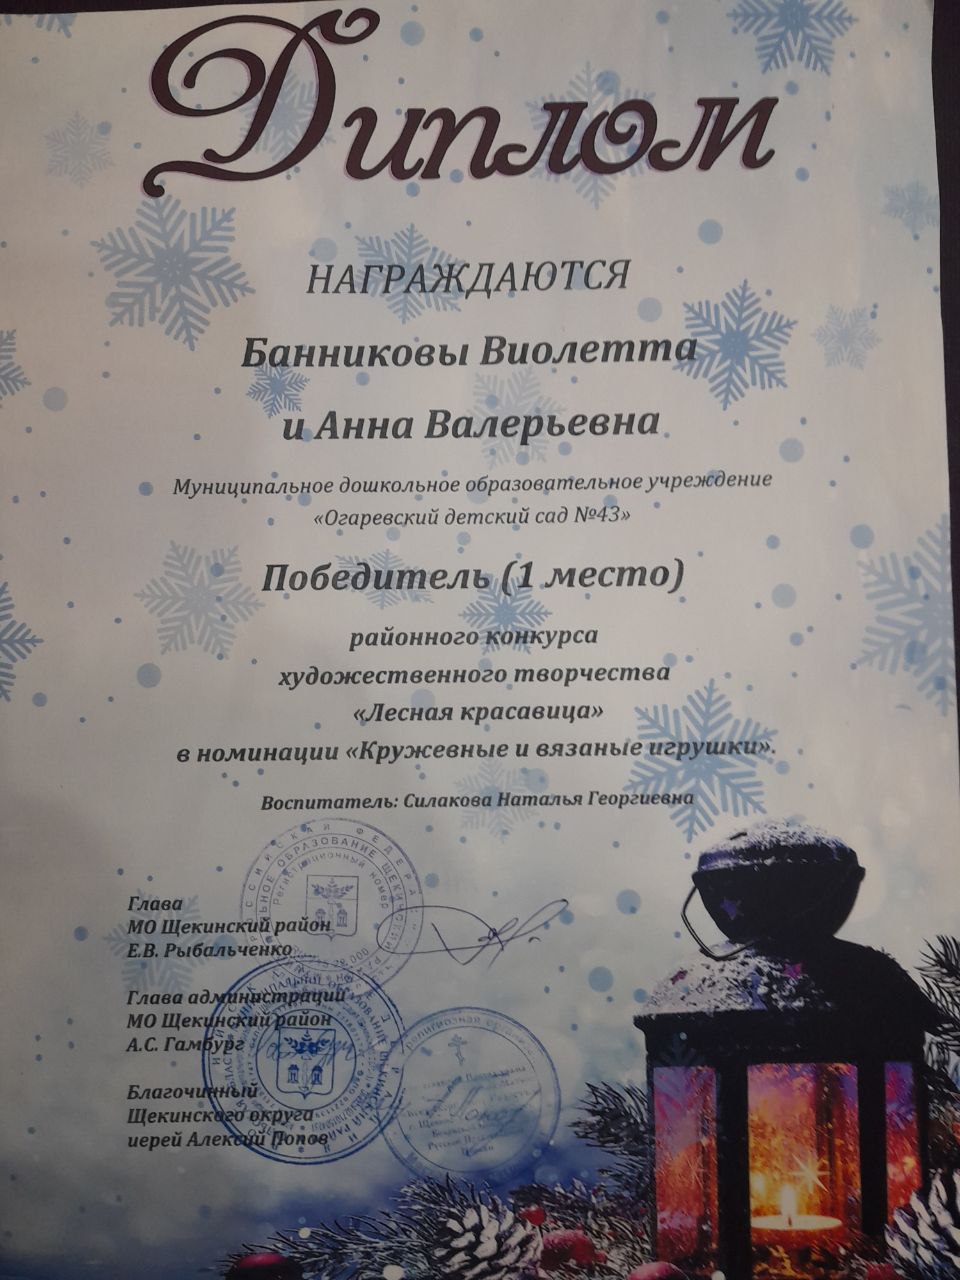 Диплом
НАГРАЖДАЮТСЯ
Банниковы Виолетта
и Анна Валерьевна
Муниципальное дошкольное образовательное учреждение
«Огаревский детский сад №43»
Победитель (1 место)
районного конкурса
художественного творчества
«Лесная красавица»
в номинации «Кружевные и вязаные игрушки».
Воспитатель: Силакова Наталья Георгиевна
Глава
МО Щекинский район
Е.В. Рыбальченко
Глава администрации
МО Щекинский район
А.С. Гамбург
Благочинный
Щекинского округа
иерей Алексий Попов